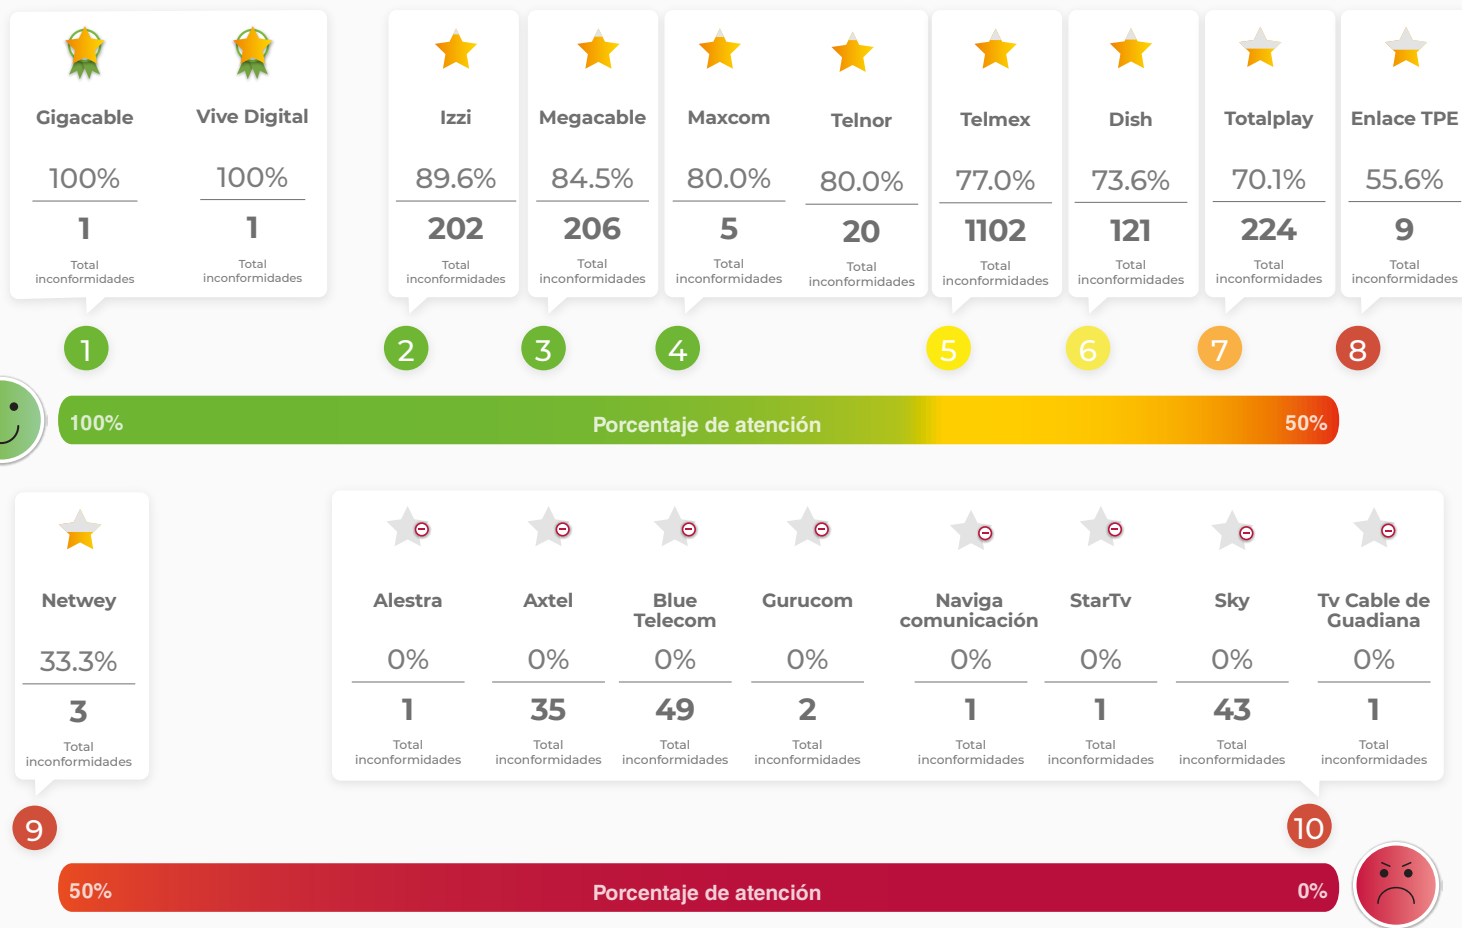 Gigacable
100%
1
Total
inconformidades
Vive Digital
100%
1
Total
inconformidades
Izzi
89.6%
202
Total
inconformidades
Megacable
84.5%
206
Total
inconformidades
Maxcom
80.0%
5
Total
inconformidades
Telnor
80.0%
20
Total
inconformidades
Telmex
77.0%
1102
Total
inconformidades
Dish
73.6%
121
Total
inconformidades
Totalplay
70.1%
224
Total
inconformidades
Enlace TPE
55.6%
9
Total
inconformidades
1
2
3
4
5
6
7
8
100%
Porcentaje de atención
50%
Netwey
33.3%
3
Total
inconformidades
Alestra
0%
1
Total
inconformidades
Axtel
0%
35
Total
inconformidades
Blue
Telecom
0%
49
Total
inconformidades
Gurucom
0%
2
Total
inconformidades
Naviga
comunicación
0%
1
Total
inconformidades
StarTv
0%
1
Total
inconformidades
Sky
0%
43
Total
inconformidades
Tv Cable de
Guadiana
0%
1
Total
inconformidades
9
10
50%
Porcentaje de atención
0%